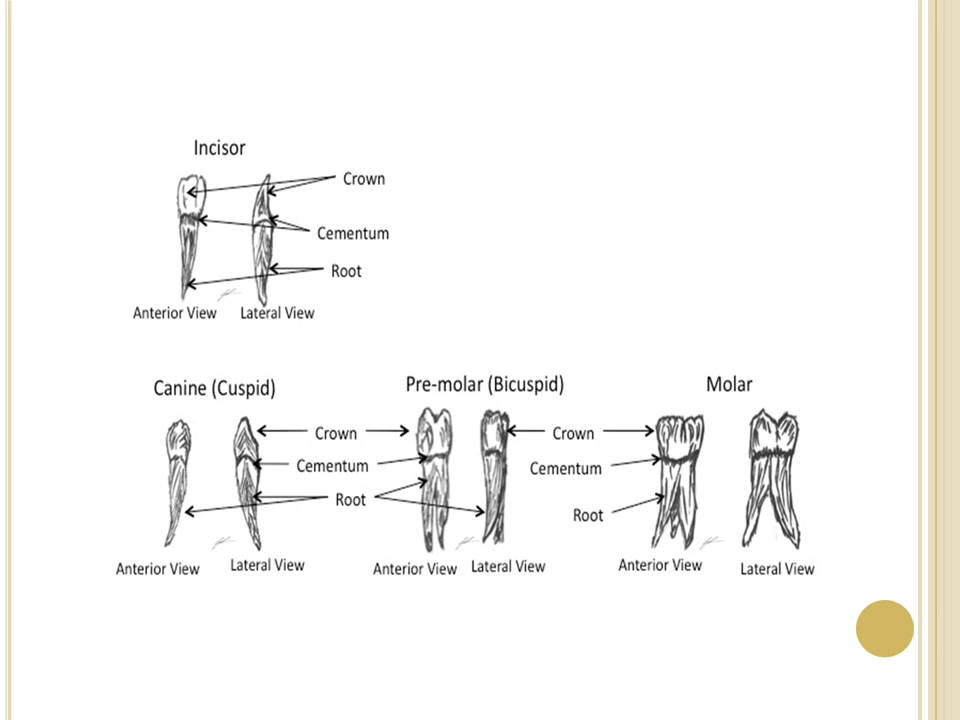 Incisor
Crown
Cementum
Root
Anterior View
Lateral View
Canine (Cuspid)
Pre-molar (Bicuspid)
Molar
Crown
Crown
Cementum
Cementum
Root
Root
Anterior View
Lateral View
Anterior View
Lateral View
Anterior View
Lateral View